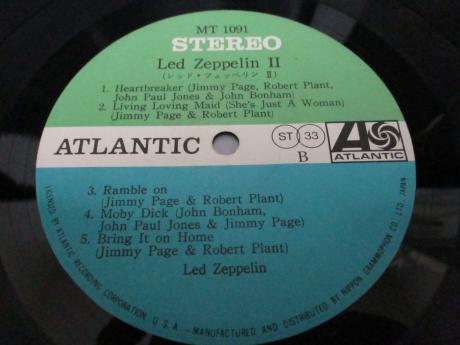 MT 1091
STEREO
Led Zeppelin II
(レッド・ツェッペリン II)
1. Heartbreaker (Jimmy Page, Robert Plant,
John Paul Jones & John Bonham)
2. Living Loving Maid (She's Just A Woman)
(Jimmy Page & Robert Plant)
ATLANTIC
ST 33
B
ATLANTIC
3. Ramble on
(Jimmy Page & Robert Plant)
4. Moby Dick (John Bonham,
John Paul Jones & Jimmy Page)
5. Bring It on Home
(Jimmy Page & Robert Plant)
Led Zeppelin
LICENSED BY ATLANTIC RECORDING CORPORATION, U.S.A.—MANUFACTURED AND DISTRIBUTED BY NIPPON GRAMMOPHON CO., LTD., JAPAN